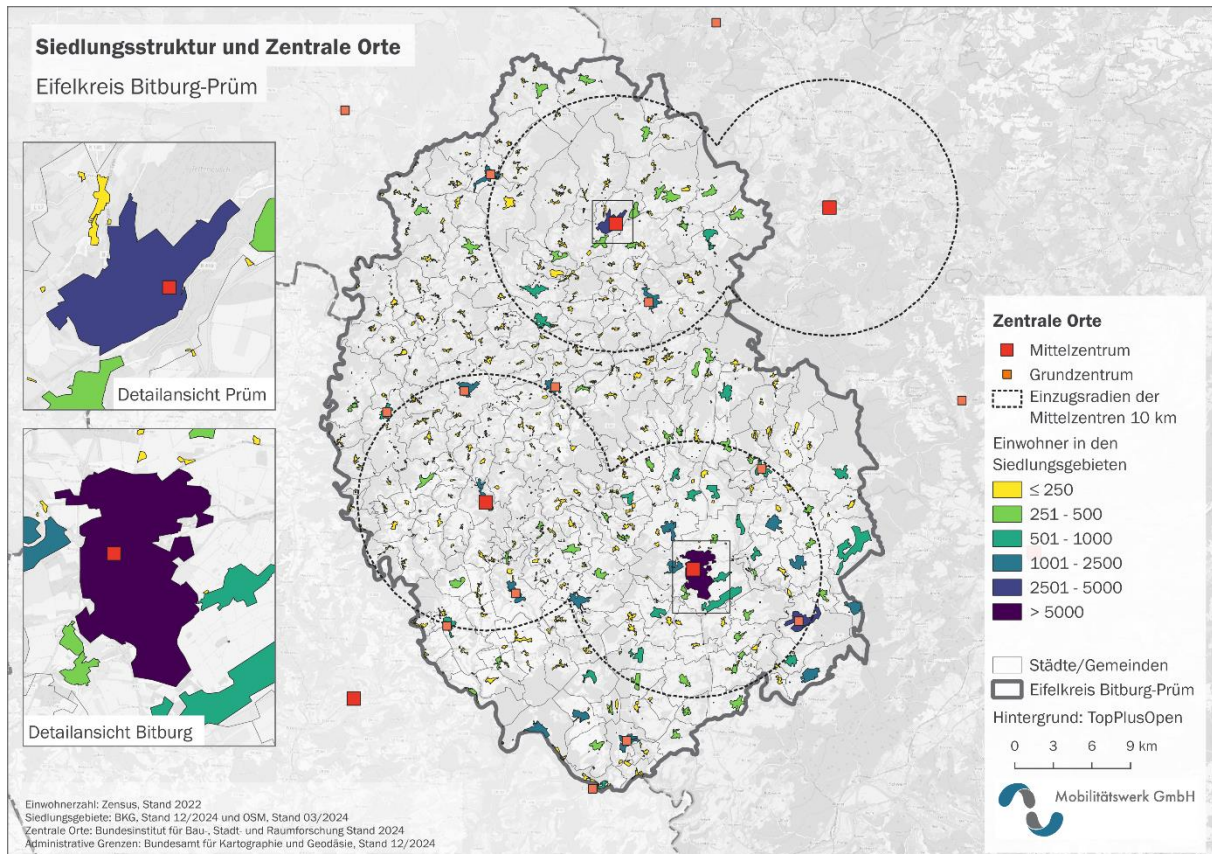 Siedlungsstruktur und Zentrale Orte
Eifelkreis Bitburg-Prüm
Detailansicht Prüm
Detailansicht Bitburg
Zentrale Orte
Mittelzentrum
Grundzentrum
Einzugsradien der
Mittelzentren 10 km
Einwohner in den
Siedlungsgebieten
≤ 250
251 - 500
501 - 1000
1001 - 2500
2501 - 5000
> 5000
Städte/Gemeinden
Eifelkreis Bitburg-Prüm
Hintergrund: TopPlusOpen
0 3 6 9 km
Mobilitätswerk GmbH
Einwohnerzahl: Zensus, Stand 2022
Siedlungsgebiete: BKG, Stand 12/2024 und OSM, Stand 03/2024
Zentrale Orte: Bundesinstitut für Bau-, Stadt- und Raumforschung Stand 2024
Administrative Grenzen: Bundesamt für Kartographie und Geodäsie, Stand 12/2024